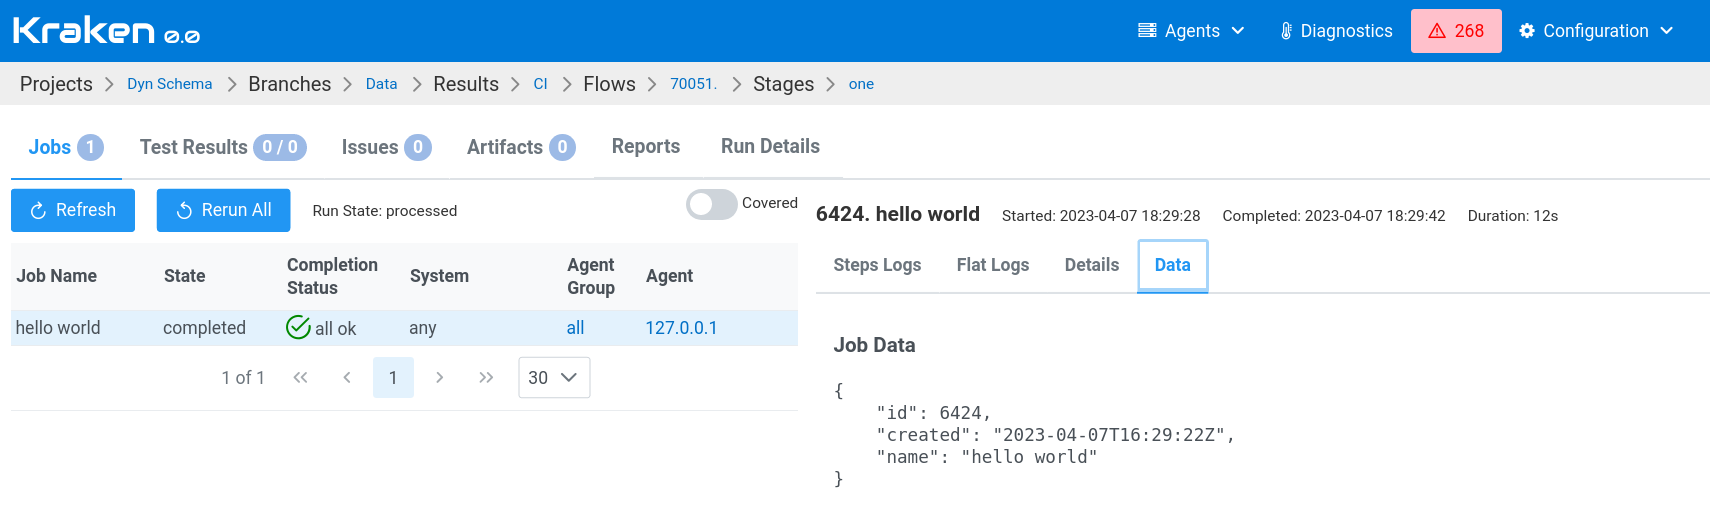 Kraken 0.0
Agents
Diagnostics
268
Configuration
Projects > Dyn Schema > Branches > Data > Results > CI > Flows > 70051. > Stages > one
Jobs 1
Test Results 0 / 0
Issues 0
Artifacts 0
Reports
Run Details
Refresh
Rerun All
Run State: processed
Covered
Job Name
State
Completion
Status
System
Agent
Group
Agent
hello world
completed
all ok
any
all
127.0.0.1
1 of 1
1
30
6424. hello world
Started: 2023-04-07 18:29:28
Completed: 2023-04-07 18:29:42
Duration: 12s
Steps Logs
Flat Logs
Details
Data
Job Data
{
    "id": 6424,
    "created": "2023-04-07T16:29:22Z",
    "name": "hello world"
}